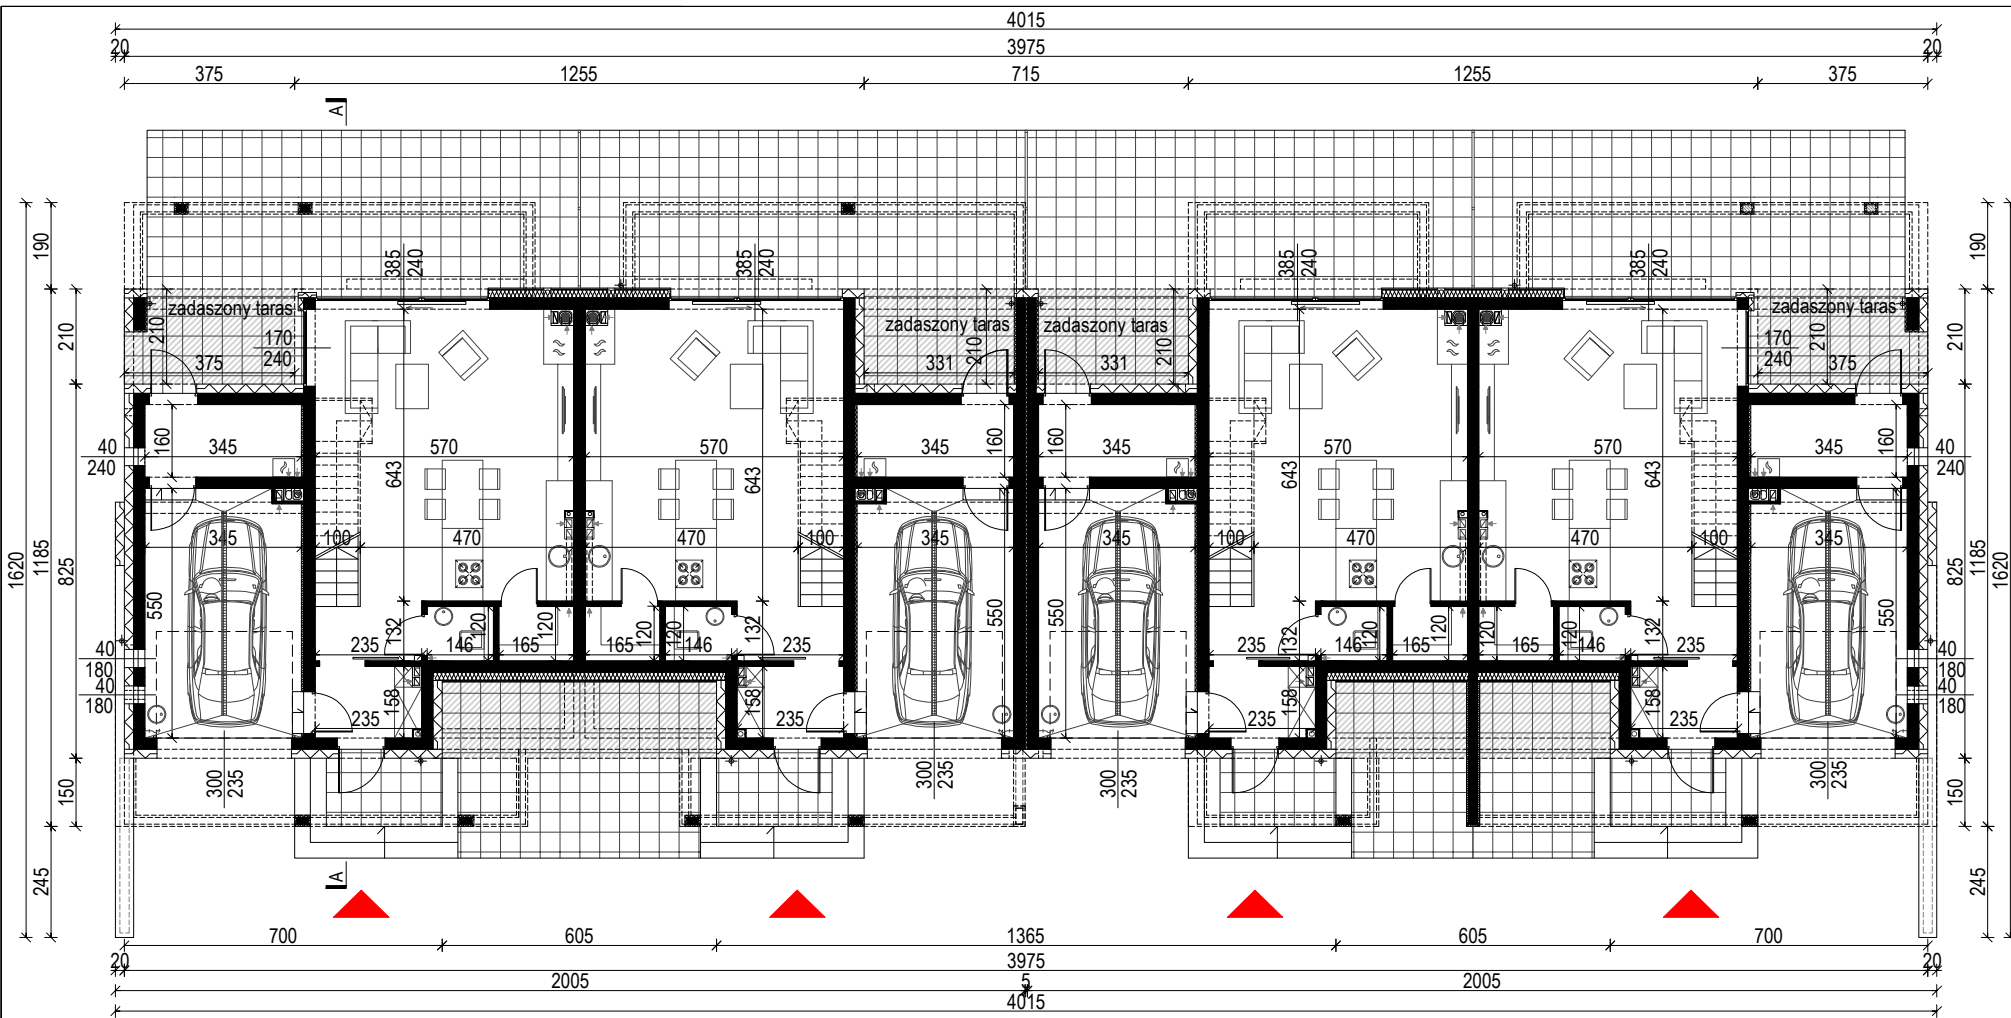 4015
20 3975 20
375 1255 715 1255 375
A
190 385 240 385 240 385 240 385 240 190
zadaszony taras zadaszony taras zadaszony taras zadaszony taras
210 210 170 240 210 210 170 240 210 210
375 331 331 375
40 240 160 345 570 570 345 160 160 345 570 570 345 160 40 240
643 643 643 643
345 100 470 470 100 345 345 100 470 470 100 345
1620 1185 825 825 1185 1620
550 550 550 550
132 120 120 120 120 132 132 120 120 120 120 132
40 180 235 146 165 165 146 235 235 146 165 165 146 235 40 180
40 180 158 158 158 158 40 180
235 235 235 235
150 300 235 300 235 300 235 300 235 150
245 A 245
700 605 1365 605 700
20 3975 20
2005 5 2005
4015